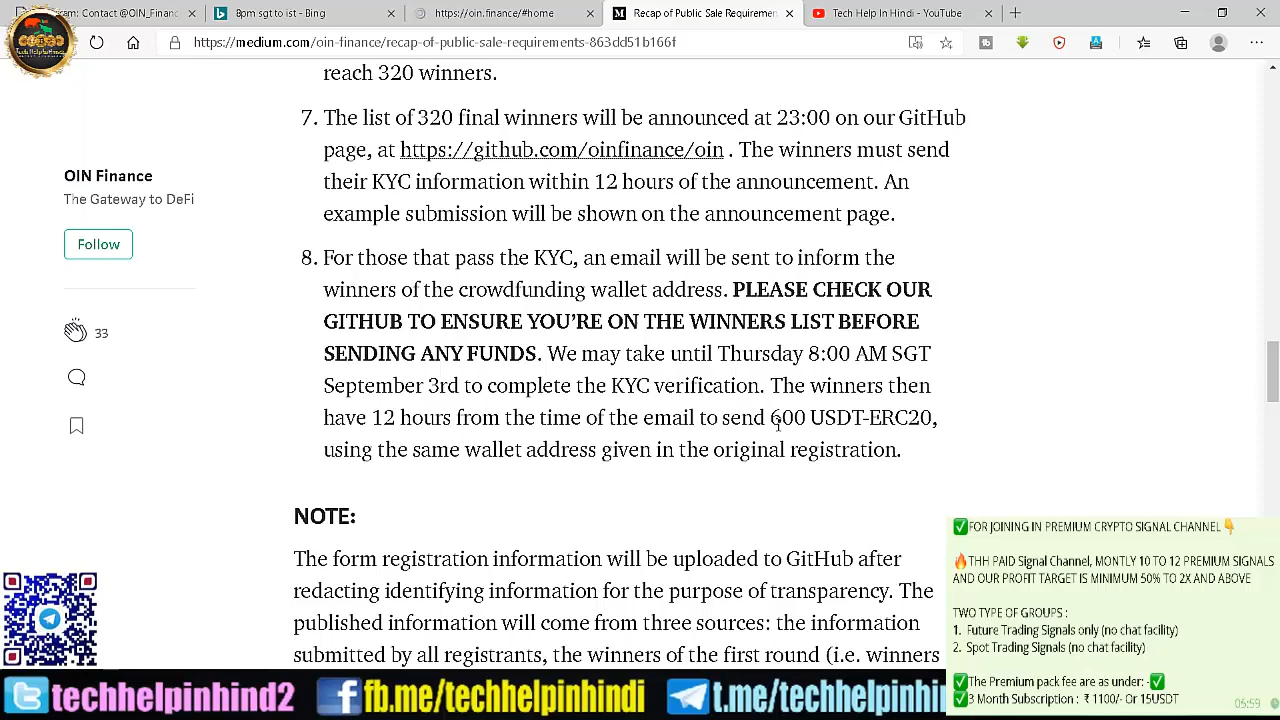 ram: Contact @OIN_Financ
8pm sgt to ist - Bing
https://oin.finance/#home
Recap of Public Sale Requiremen
Tech Help In Hindi - YouTube
https://medium.com/oin-finance/recap-of-public-sale-requirements-863dd51b166f
reach 320 winners.
7. The list of 320 final winners will be announced at 23:00 on our GitHub
page, at https://github.com/oinfinance/oin . The winners must send
their KYC information within 12 hours of the announcement. An
example submission will be shown on the announcement page.
OIN Finance
The Gateway to DeFi
Follow
33
8. For those that pass the KYC, an email will be sent to inform the
winners of the crowdfunding wallet address. PLEASE CHECK OUR
GITHUB TO ENSURE YOU'RE ON THE WINNERS LIST BEFORE
SENDING ANY FUNDS. We may take until Thursday 8:00 AM SGT
September 3rd to complete the KYC verification. The winners then
have 12 hours from the time of the email to send 600 USDT-ERC20,
using the same wallet address given in the original registration.
NOTE:
The form registration information will be uploaded to GitHub after
redacting identifying information for the purpose of transparency. The
published information will come from three sources: the information
submitted by all registrants, the winners of the first round (i.e. winners
✅FOR JOINING IN PREMIUM CRYPTO SIGNAL CHANNEL👇
🔥THH PAID Signal Channel, MONTLY 10 TO 12 PREMIUM SIGNALS
AND OUR PROFIT TARGET IS MINIMUM 50% TO 2X AND ABOVE
TWO TYPE OF GROUPS :
1. Future Trading Signals only (no chat facility)
2. Spot Trading Signals (no chat facility)
✅The Premium pack fee are as under: -✅
✅3 Month Subscription : ₹ 1100/- Or 15USDT
05:59
techhelpinhind2
fb.me/techhelpinhindi
t.me/techhelpinhin